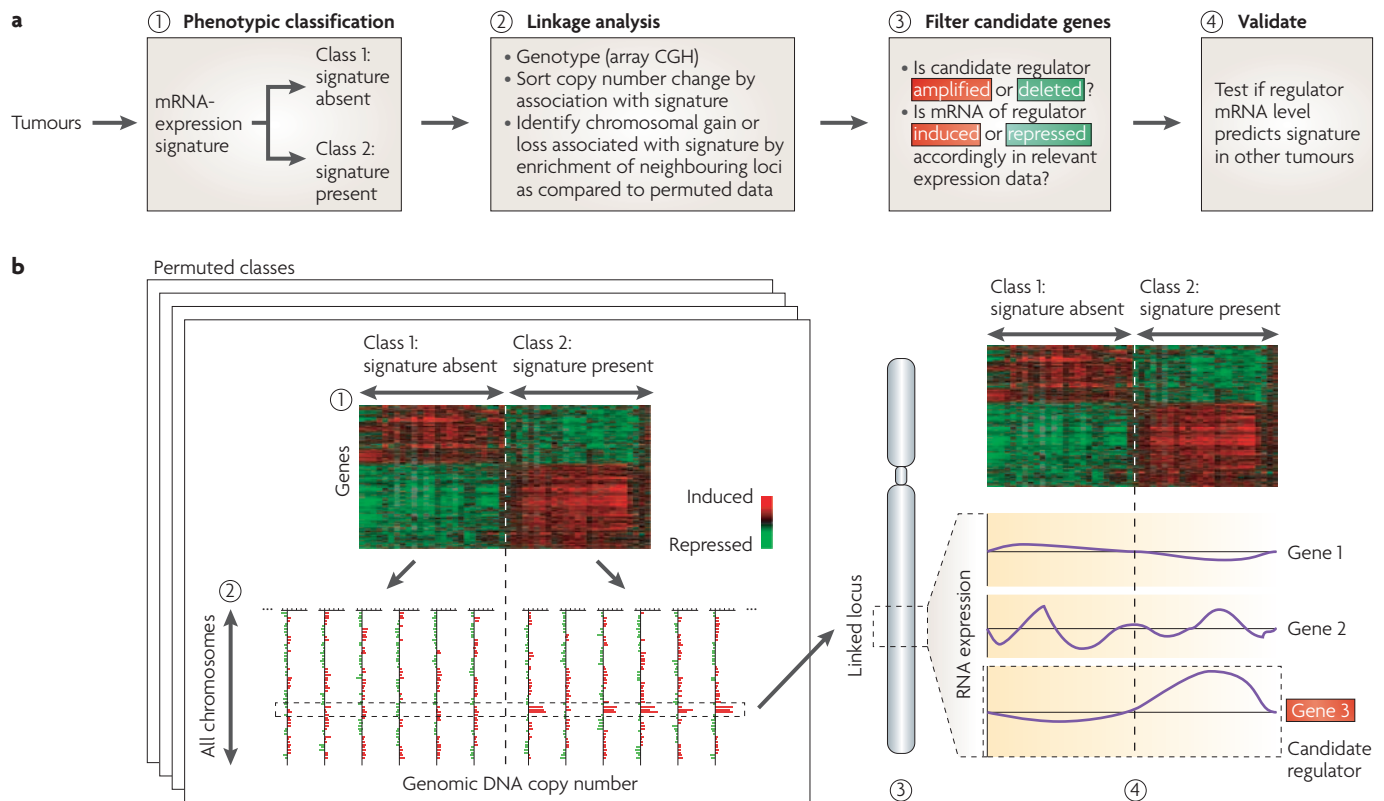 a
① Phenotypic classification
② Linkage analysis
③ Filter candidate genes
④ Validate
Tumours
mRNA-
expression
signature
Class 1:
signature
absent
Class 2:
signature
present
• Genotype (array CGH)
• Sort copy number change by
association with signature
• Identify chromosomal gain or
loss associated with signature by
enrichment of neighbouring loci
as compared to permuted data
• Is candidate regulator
amplified or deleted ?
• Is mRNA of regulator
induced or repressed
accordingly in relevant
expression data?
Test if regulator
mRNA level
predicts signature
in other tumours
b
Permuted classes
Class 1:
signature absent
Class 2:
signature present
①
Genes
Induced
Repressed
②
All chromosomes
...
...
Genomic DNA copy number
Class 1:
signature absent
Class 2:
signature present
Linked locus
RNA expression
Gene 1
Gene 2
Gene 3
Candidate
regulator
③
④